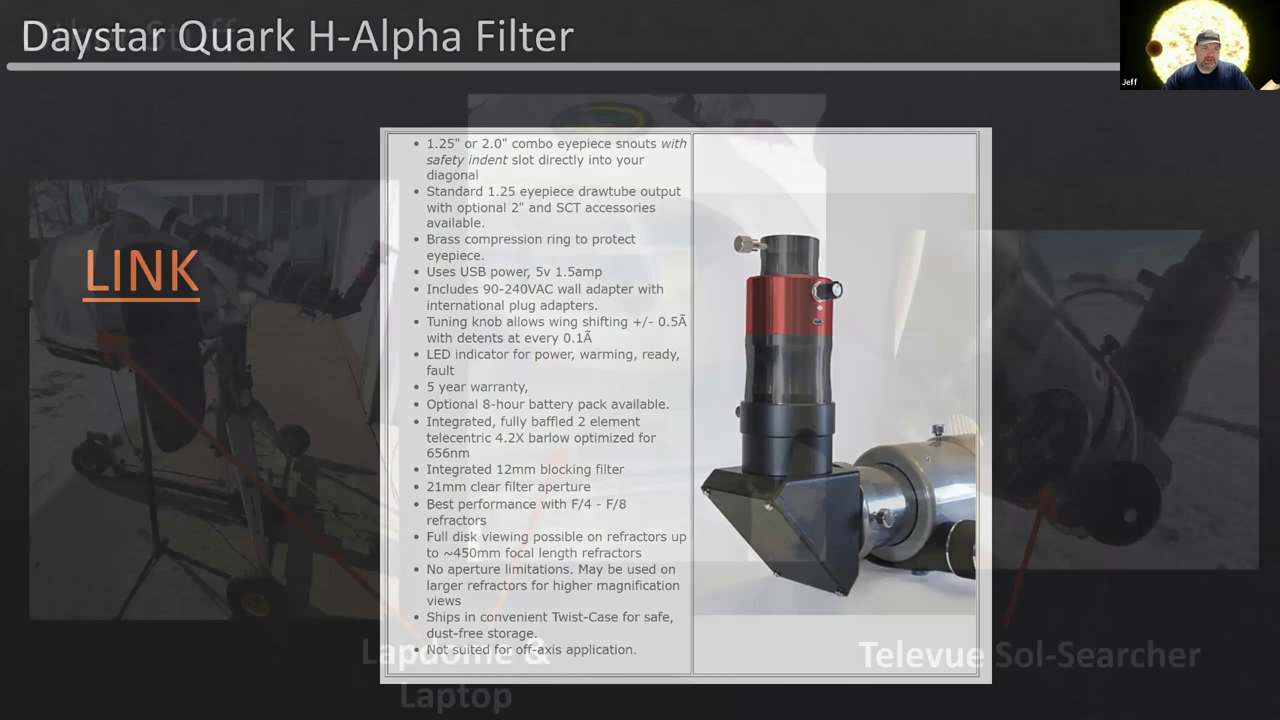 Daystar Quark H-Alpha Filter
Jeff
LINK
• 1.25" or 2.0" combo eyepiece snouts with
safety indent slot directly into your
diagonal
• Standard 1.25 eyepiece drawtube output
with optional 2" and SCT accessories
available.
• Brass compression ring to protect
eyepiece.
• Uses USB power, 5v 1.5amp
• Includes 90-240VAC wall adapter with
international plug adapters.
• Tuning knob allows wing shifting +/- 0.5Ã
with detents at every 0.1Ã
• LED indicator for power, warming, ready,
fault
• 5 year warranty,
• Optional 8-hour battery pack available.
• Integrated, fully baffled 2 element
telecentric 4.2X barlow optimized for
656nm
• Integrated 12mm blocking filter
• 21mm clear filter aperture
• Best performance with F/4 - F/8
refractors
• Full disk viewing possible on refractors up
to ~450mm focal length refractors
• No aperture limitations. May be used on
larger refractors for higher magnification
views
• Ships in convenient Twist-Case for safe,
dust-free storage.
• Not suited for off-axis application.
Lapdome &
Laptop
Televue Sol-Searcher